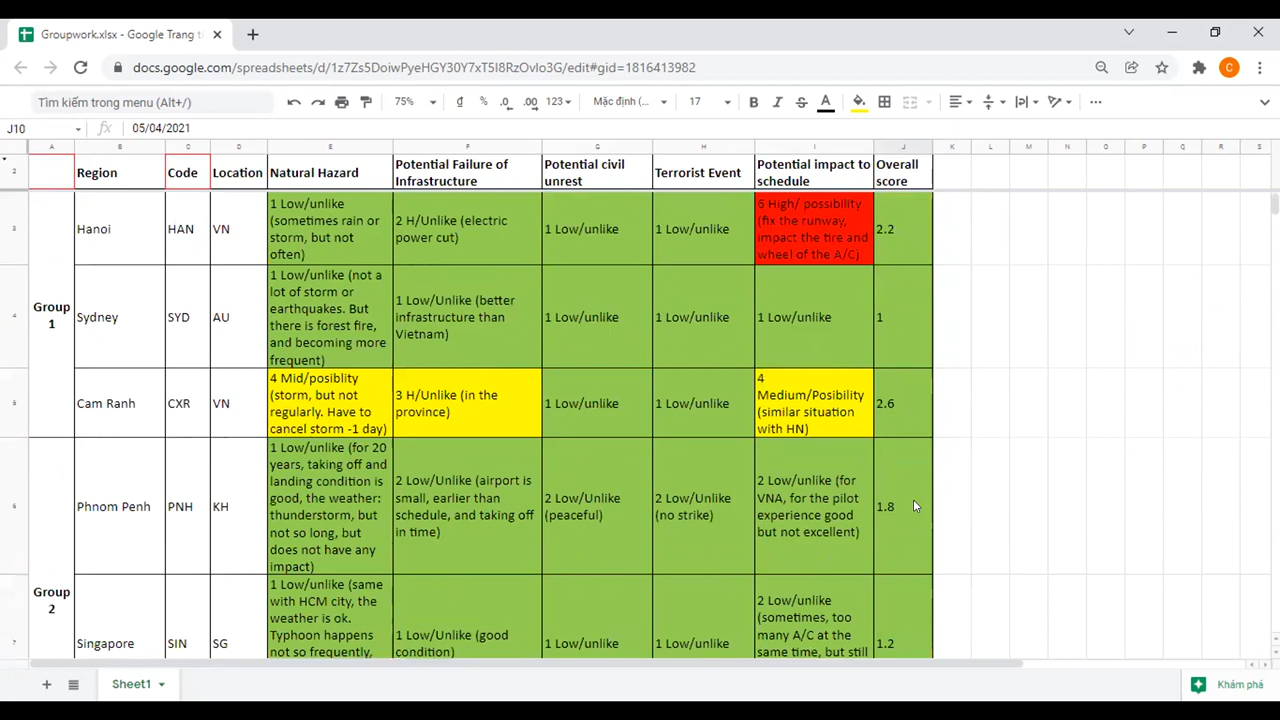 Groupwork.xlsx - Google Trang t
docs.google.com/spreadsheets/d/1z7Zs5DoiwPyeHGY30Y7xT5I8RzOvIo3G/edit#gid=1816413982
C
Tìm kiếm trong menu (Alt+/)
75%
đ
%
.0
.00
123
Mặc định (...
17
B
I
S
A
J10
fx
05/04/2021
A B C D E F G H I J K L M N O P Q R S
2
Region
Code
Location
Natural Hazard
Potential Failure of
Infrastructure
Potential civil
unrest
Terrorist Event
Potential impact to
schedule
Overall
score
3
Hanoi
HAN
VN
1 Low/unlike
(sometimes rain or
storm, but not
often)
2 H/Unlike (electric
power cut)
1 Low/unlike
1 Low/unlike
6 High/ possibility
(fix the runway,
impact the tire and
wheel of the A/C)
2.2
Group
1
4
Sydney
SYD
AU
1 Low/unlike (not a
lot of storm or
earthquakes. But
there is forest fire,
and becoming more
frequent)
1 Low/Unlike (better
infrastructure than
Vietnam)
1 Low/unlike
1 Low/unlike
1 Low/unlike
1
5
Cam Ranh
CXR
VN
4 Mid/posiblity
(storm, but not
regularly. Have to
cancel storm -1 day)
3 H/Unlike (in the
province)
1 Low/unlike
1 Low/unlike
4
Medium/Posibility
(similar situation
with HN)
2.6
6
Phnom Penh
PNH
KH
1 Low/unlike (for 20
years, taking off and
landing condition is
good, the weather:
thunderstorm, but
not so long, but
does not have any
impact)
2 Low/Unlike (airport is
small, earlier than
schedule, and taking off
in time)
2 Low/Unlike
(peaceful)
2 Low/Unlike
(no strike)
2 Low/unlike (for
VNA, for the pilot
experience good
but not excellent)
1.8
Group
2
7
Singapore
SIN
SG
1 Low/unlike (same
with HCM city, the
weather is ok.
Typhoon happens
not so frequently,
1 Low/Unlike (good
condition)
1 Low/unlike
1 Low/unlike
2 Low/unlike
(sometimes, too
many A/C at the
same time, but still
1.2
Sheet1
Khám phá